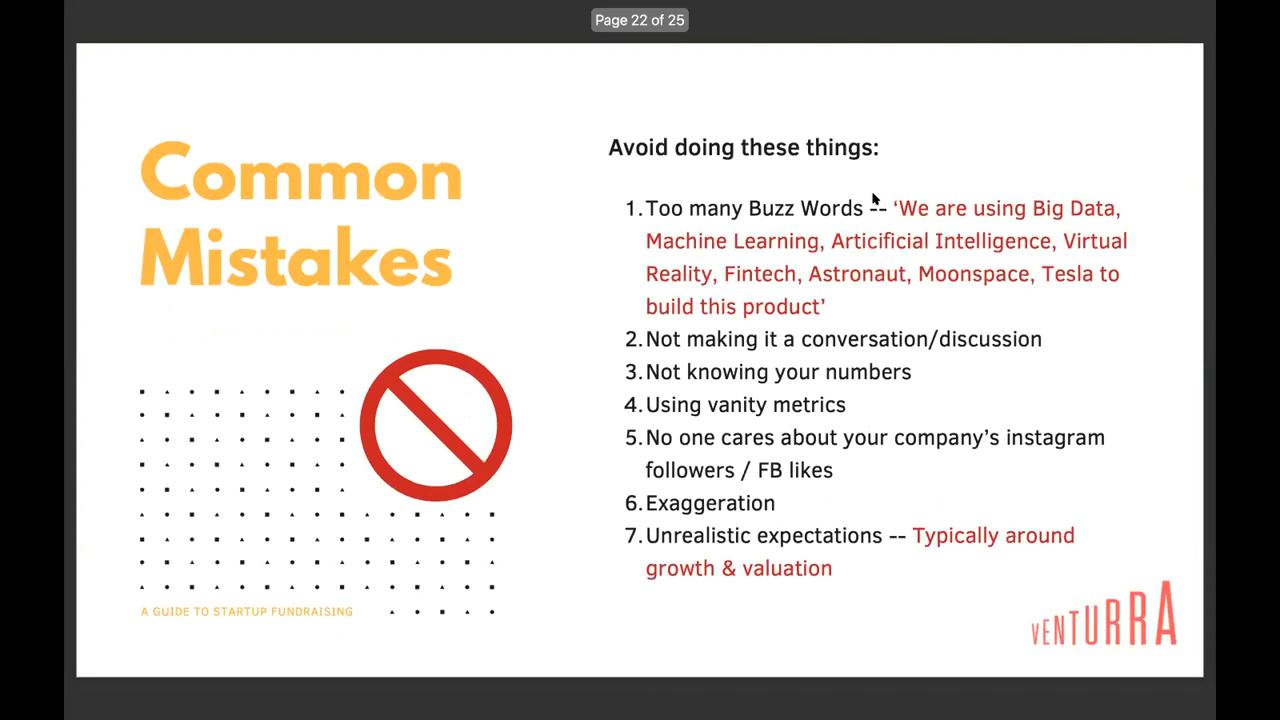 Page 22 of 25
Common
Mistakes
A GUIDE TO STARTUP FUNDRAISING
Avoid doing these things:
1. Too many Buzz Words -- ‘We are using Big Data,
Machine Learning, Articificial Intelligence, Virtual
Reality, Fintech, Astronaut, Moonspace, Tesla to
build this product’
2. Not making it a conversation/discussion
3. Not knowing your numbers
4. Using vanity metrics
5. No one cares about your company’s instagram
followers / FB likes
6. Exaggeration
7. Unrealistic expectations -- Typically around
growth & valuation
VENTURRA